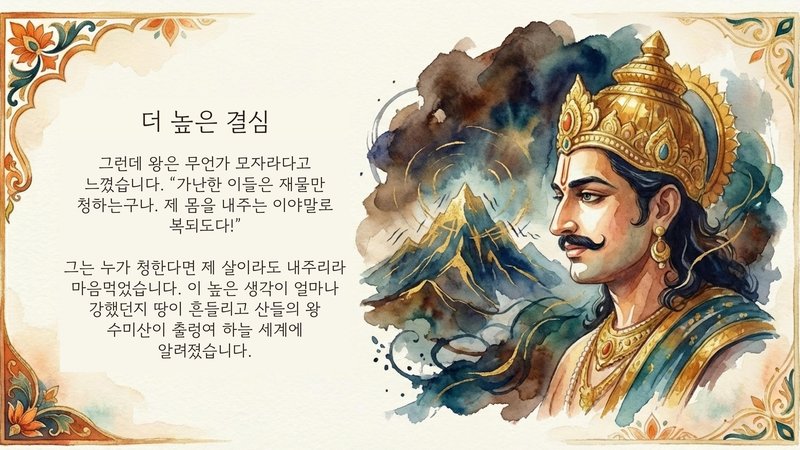 더 높은 결심
그런데 왕은 무언가 모자라다고
느꼈습니다. “가난한 이들은 재물만
청하는구나. 제 몸을 내주는 이야말로
복되도다!”
그는 누가 청한다면 제 살이라도 내주리라
마음먹었습니다. 이 높은 생각이 얼마나
강했던지 땅이 흔들리고 산들의 왕
수미산이 출렁여 하늘 세계에
알려졌습니다.